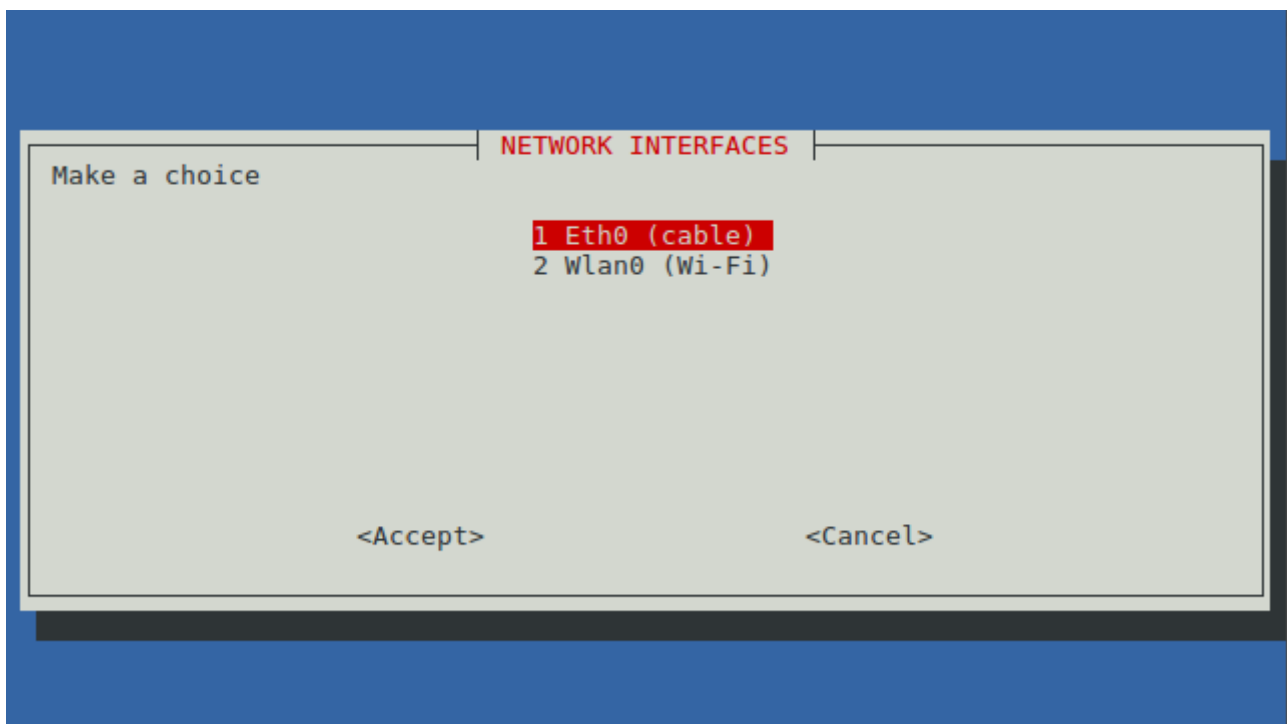 NETWORK INTERFACES
Make a choice
1 Eth0 (cable)
2 Wlan0 (Wi-Fi)
<Accept> <Cancel>